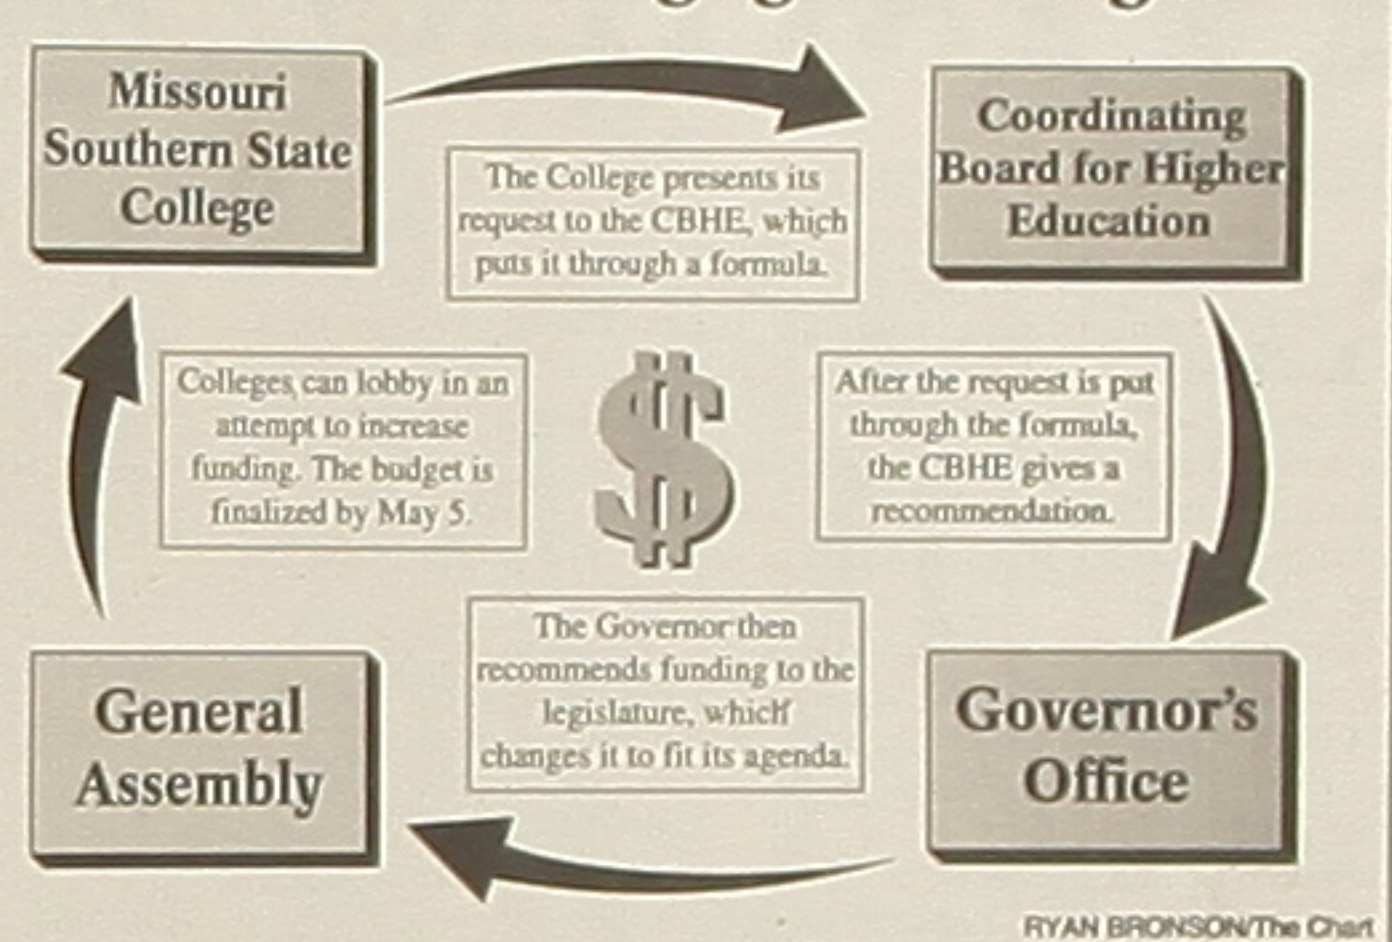 Missouri
Southern State
College
Coordinating
Board for Higher
Education
The College presents its
request to the CBHE, which
puts it through a formula.
Colleges can lobby in an
attempt to increase
funding. The budget is
finalized by May 5.
$
After the request is put
through the formula,
the CBHE gives a
recommendation.
The Governor then
recommends funding to the
legislature, which
changes it to fit its agenda.
General
Assembly
Governor's
Office
RYAN BRONSON/The Chart